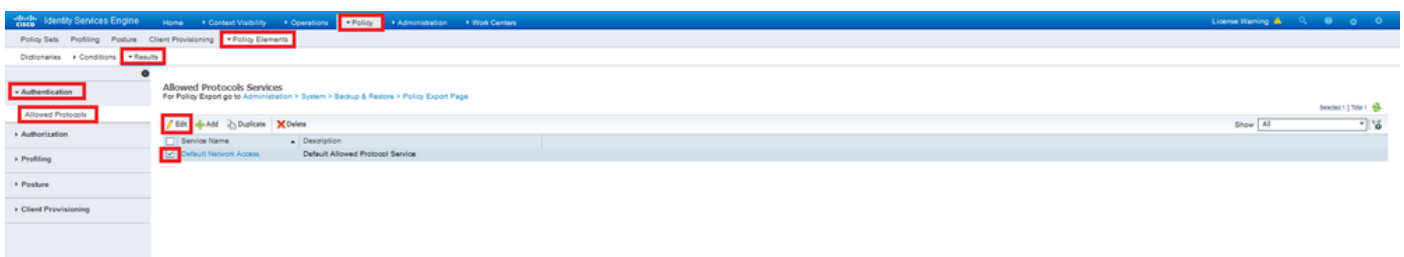 cisco Identity Services Engine Home Context Visibility Operations Policy Administration Work Centers License Warning
Policy Sets Profiling Posture Client Provisioning Policy Elements
Dictionaries Conditions Results
Authentication
Allowed Protocols
Authorization
Profiling
Posture
Client Provisioning
Allowed Protocols Services
For Policy Export go to Administration > System > Backup & Restore > Policy Export Page
Selected 1 | Total 1
Edit Add Duplicate Delete Show All
Service Name Description
Default Network Access Default Allowed Protocol Service